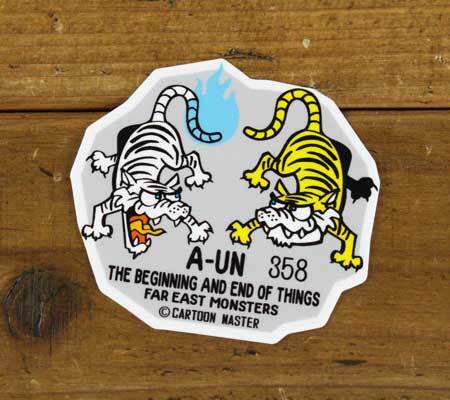 A-UN 358
THE BEGINNING AND END OF THINGS
FAR EAST MONSTERS
© CARTOON MASTER